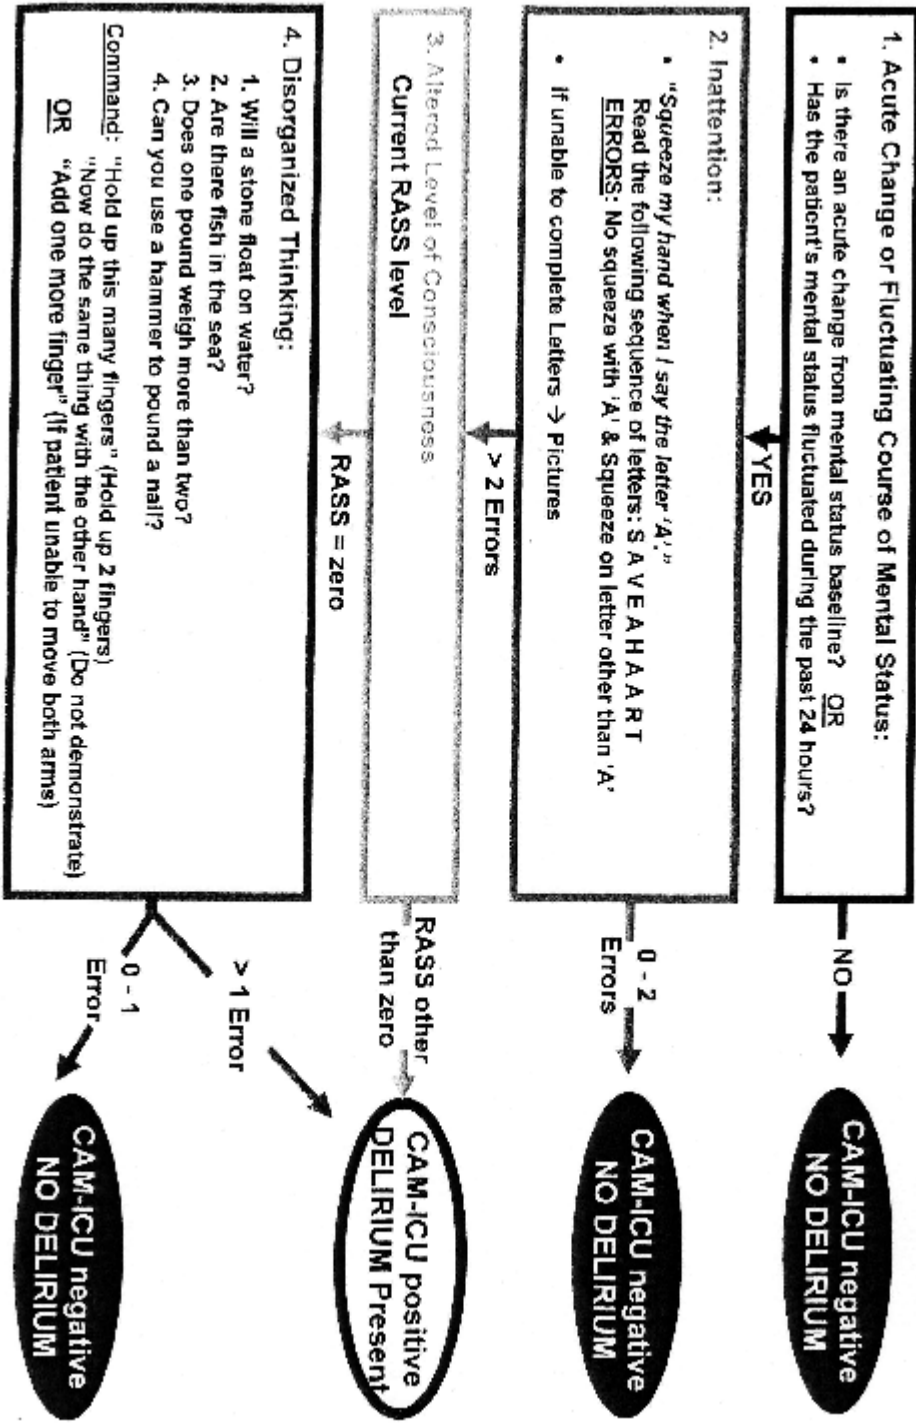 1. Acute Change or Fluctuating Course of Mental Status:
• Is there an acute change from mental status baseline? OR
• Has the patient's mental status fluctuated during the past 24 hours?
NO
CAM-ICU negative
NO DELIRIUM
YES
2. Inattention:
• "Squeeze my hand when I say the letter 'A'."
Read the following sequence of letters: S A V E A H A A R T
ERRORS: No squeeze with 'A' & Squeeze on letter other than 'A'
• If unable to complete Letters → Pictures
0 - 2
Errors
CAM-ICU negative
NO DELIRIUM
> 2 Errors
3. Altered Level of Consciousness
Current RASS level
RASS other
than zero
CAM-ICU positive
DELIRIUM Present
RASS = zero
4. Disorganized Thinking:
1. Will a stone float on water?
2. Are there fish in the sea?
3. Does one pound weigh more than two?
4. Can you use a hammer to pound a nail?
Command: "Hold up this many fingers" (Hold up 2 fingers)
"Now do the same thing with the other hand" (Do not demonstrate)
OR "Add one more finger" (If patient unable to move both arms)
> 1 Error
0 - 1
Error
CAM-ICU negative
NO DELIRIUM